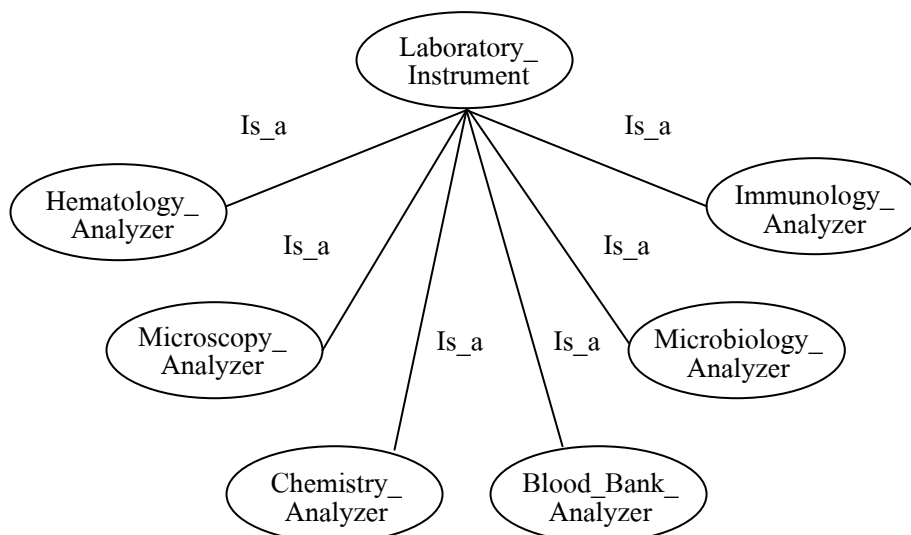 Laboratory_
Instrument
Is_a
Is_a
Hematology_
Analyzer
Immunology_
Analyzer
Is_a
Is_a
Microscopy_
Analyzer
Is_a
Is_a
Microbiology_
Analyzer
Chemistry_
Analyzer
Blood_Bank_
Analyzer